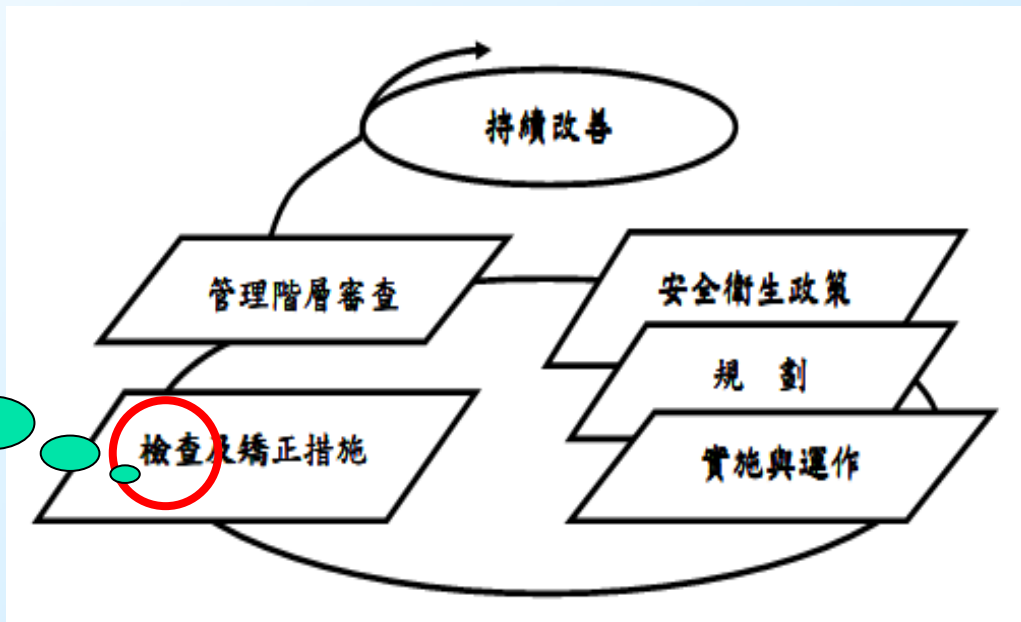 持續改善
管理階層審查
安全衛生政策
規 劃
檢查及矯正措施
實施與運作